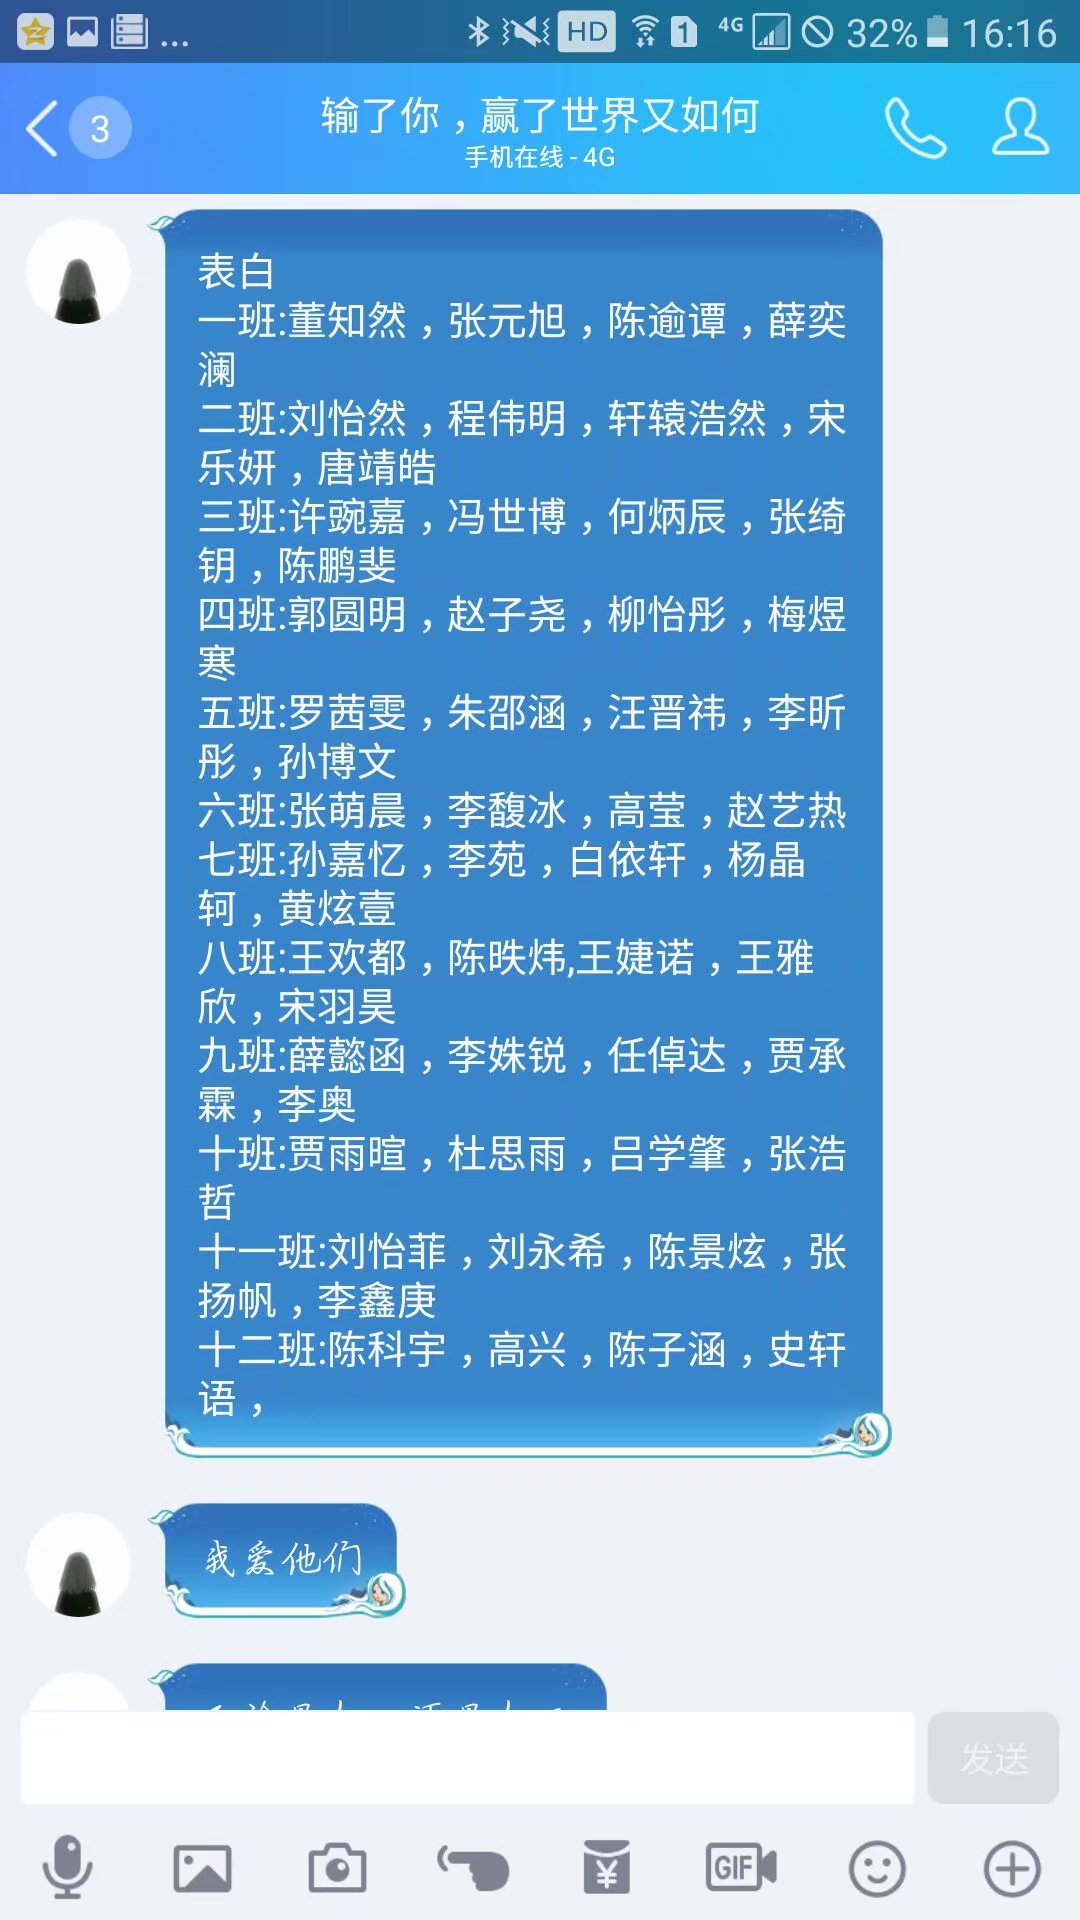 HD 1 4G 32% 16:16
3
输了你，赢了世界又如何
手机在线 - 4G
表白
一班:董知然，张元旭，陈逾谭，薛奕
澜
二班:刘怡然，程伟明，轩辕浩然，宋
乐妍，唐靖皓
三班:许豌嘉，冯世博，何炳辰，张绮
钥，陈鹏斐
四班:郭圆明，赵子尧，柳怡彤，梅煜
寒
五班:罗茜雯，朱邵涵，汪晋祎，李昕
彤，孙博文
六班:张萌晨，李馥冰，高莹，赵艺热
七班:孙嘉忆，李苑，白依轩，杨晶
轲，黄炫壹
八班:王欢都，陈昳炜,王婕诺，王雅
欣，宋羽昊
九班:薛懿函，李姝锐，任倬达，贾承
霖，李奥
十班:贾雨暄，杜思雨，吕学肇，张浩
哲
十一班:刘怡菲，刘永希，陈景炫，张
扬帆，李鑫庚
十二班:陈科宇，高兴，陈子涵，史轩
语，
我爱他们
发送
GIF